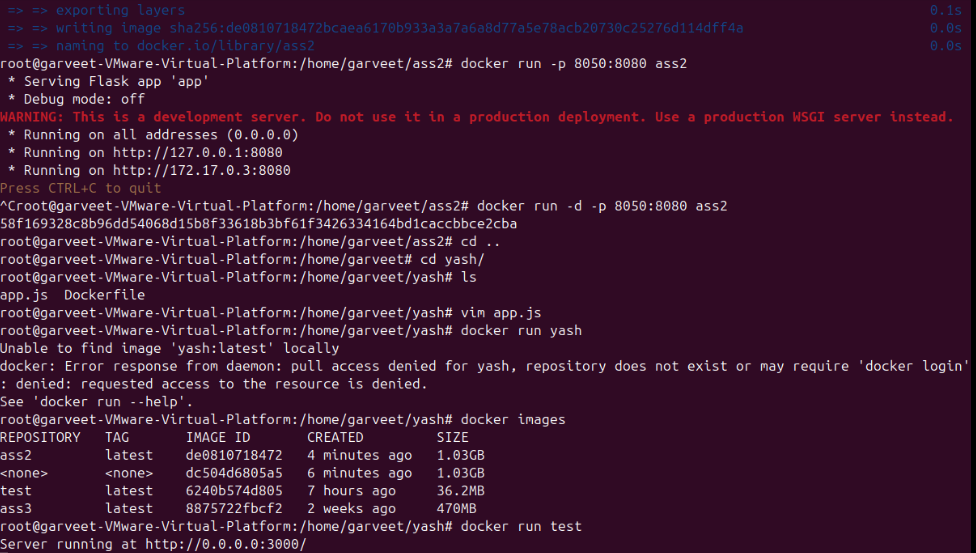 => => exporting layers 0.1s
=> => writing image sha256:de0810718472bcaea6170b933a3a7a6a8d77a5e78acb20730c25276d114dff4a 0.0s
=> => naming to docker.io/library/ass2 0.0s
root@garveet-VMware-Virtual-Platform:/home/garveet/ass2# docker run -p 8050:8080 ass2
* Serving Flask app 'app'
* Debug mode: off
WARNING: This is a development server. Do not use it in a production deployment. Use a production WSGI server instead.
* Running on all addresses (0.0.0.0)
* Running on http://127.0.0.1:8080
* Running on http://172.17.0.3:8080
Press CTRL+C to quit
^Croot@garveet-VMware-Virtual-Platform:/home/garveet/ass2# docker run -d -p 8050:8080 ass2
58f169328c8b96dd54068d15b8f33618b3bf61f3426334164bd1caccbbce2cba
root@garveet-VMware-Virtual-Platform:/home/garveet/ass2# cd ..
root@garveet-VMware-Virtual-Platform:/home/garveet# cd yash/
root@garveet-VMware-Virtual-Platform:/home/garveet/yash# ls
app.js  Dockerfile
root@garveet-VMware-Virtual-Platform:/home/garveet/yash# vim app.js
root@garveet-VMware-Virtual-Platform:/home/garveet/yash# docker run yash
Unable to find image 'yash:latest' locally
docker: Error response from daemon: pull access denied for yash, repository does not exist or may require 'docker login'
: denied: requested access to the resource is denied.
See 'docker run --help'.
root@garveet-VMware-Virtual-Platform:/home/garveet/yash# docker images
REPOSITORY   TAG       IMAGE ID       CREATED         SIZE
ass2         latest    de0810718472   4 minutes ago   1.03GB
<none>       <none>    dc504d6805a5   6 minutes ago   1.03GB
test         latest    6240b574d805   7 hours ago     36.2MB
ass3         latest    8875722fbcf2   2 weeks ago     470MB
root@garveet-VMware-Virtual-Platform:/home/garveet/yash# docker run test
Server running at http://0.0.0.0:3000/